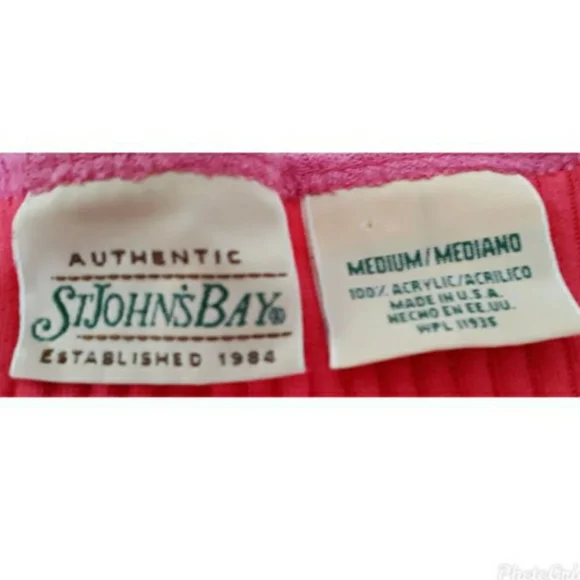 AUTHENTIC
ST.JOHN'S BAY®
ESTABLISHED 1984
MEDIUM/MEDIANO
100% ACRYLIC/ACRILICO
MADE IN U.S.A.
HECHO EN EE.UU.
WPL 11935